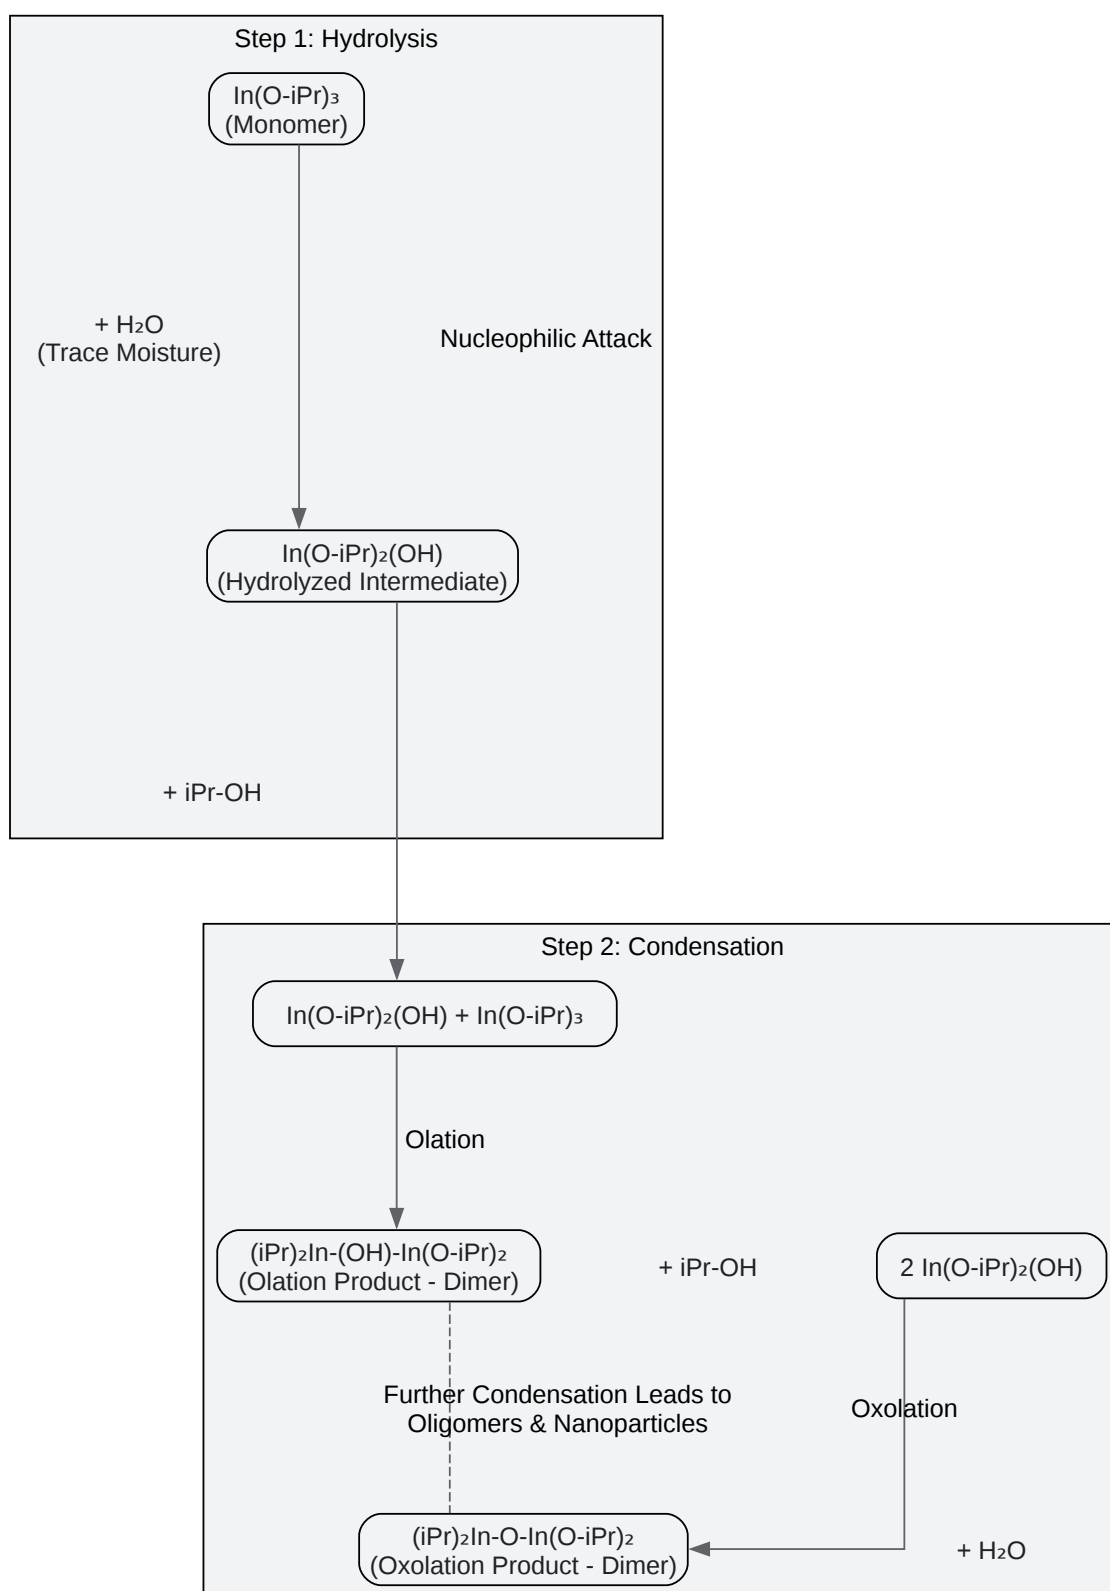 Step 1: Hydrolysis
In(O-iPr)₃
(Monomer)
+ H₂O
(Trace Moisture)
Nucleophilic Attack
In(O-iPr)₂(OH)
(Hydrolyzed Intermediate)
+ iPr-OH
Step 2: Condensation
In(O-iPr)₂(OH) + In(O-iPr)₃
Olation
(iPr)₂In-(OH)-In(O-iPr)₂
(Olation Product - Dimer)
+ iPr-OH
2 In(O-iPr)₂(OH)
Further Condensation Leads to
Oligomers & Nanoparticles
Oxolation
(iPr)₂In-O-In(O-iPr)₂
(Oxolation Product - Dimer)
+ H₂O